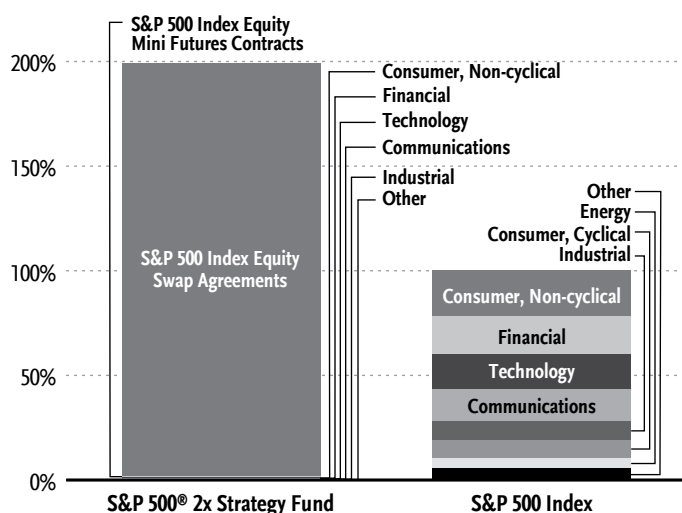 S&P 500 Index Equity
Mini Futures Contracts
200%
150%
100%
50%
0%
Consumer, Non-cyclical
Financial
Technology
Communications
Industrial
Other
S&P 500 Index Equity
Swap Agreements
Other
Energy
Consumer, Cyclical
Industrial
Consumer, Non-cyclical
Financial
Technology
Communications
S&P 500® 2x Strategy Fund
S&P 500 Index